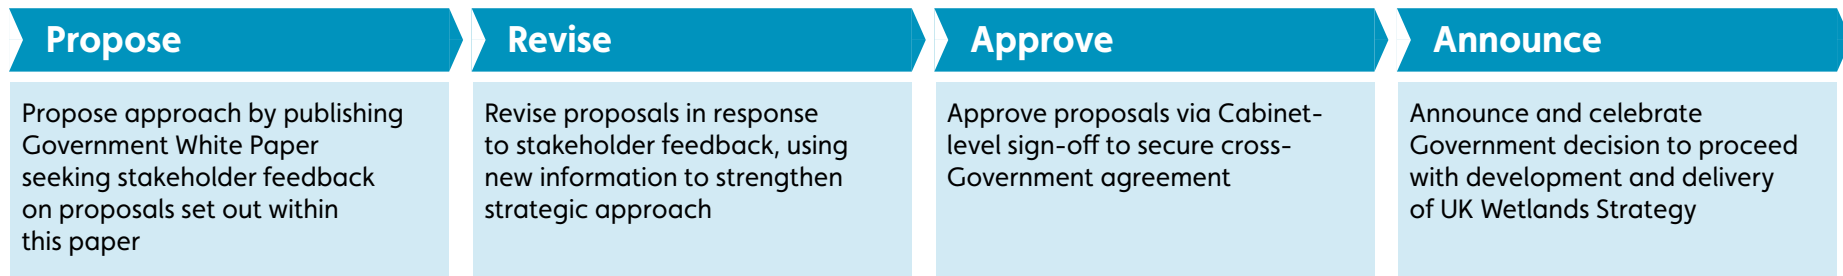 Propose
Propose approach by publishing
Government White Paper
seeking stakeholder feedback
on proposals set out within
this paper
Revise
Revise proposals in response
to stakeholder feedback, using
new information to strengthen
strategic approach
Approve
Approve proposals via Cabinet-
level sign-off to secure cross-
Government agreement
Announce
Announce and celebrate
Government decision to proceed
with development and delivery
of UK Wetlands Strategy